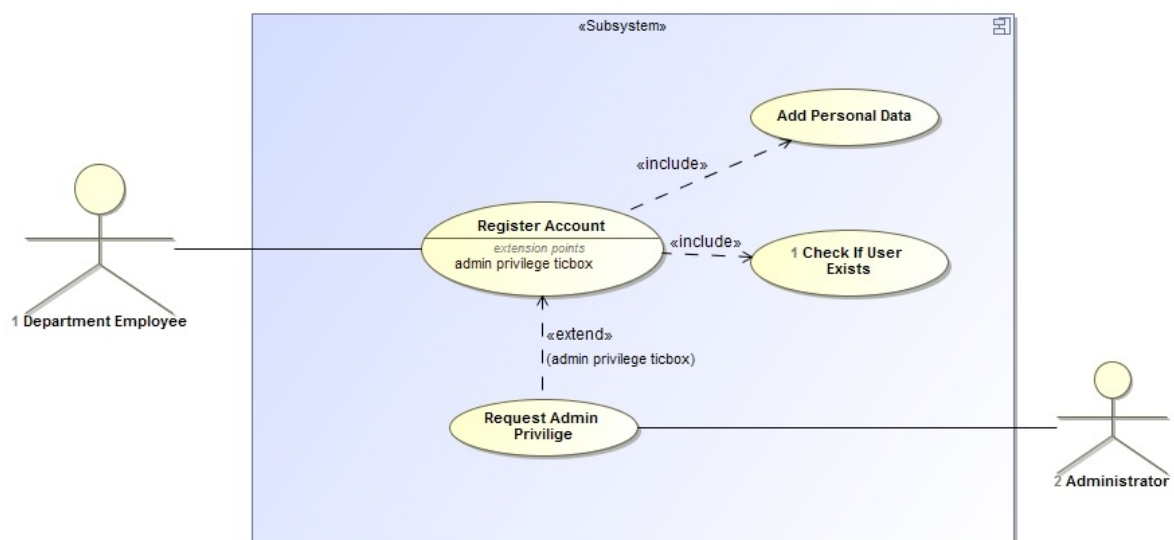 «Subsystem»
Add Personal Data
«include»
Register Account
extension points
admin privilege ticbox
«include»
1 Check If User
Exists
1 Department Employee
«extend»
(admin privilege ticbox)
Request Admin
Privilige
2 Administrator